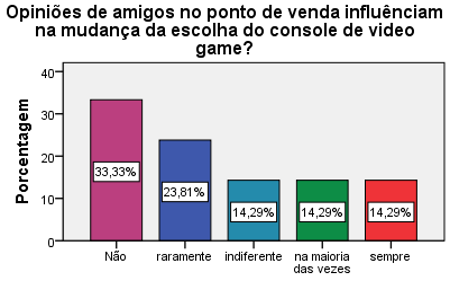 Opiniões de amigos no ponto de venda influênciam
na mudança da escolha do console de video
game?
Porcentagem
40
30
20
10
0
33,33%
23,81%
14,29%
14,29%
14,29%
Não
raramente
indiferente
na maioria
das vezes
sempre